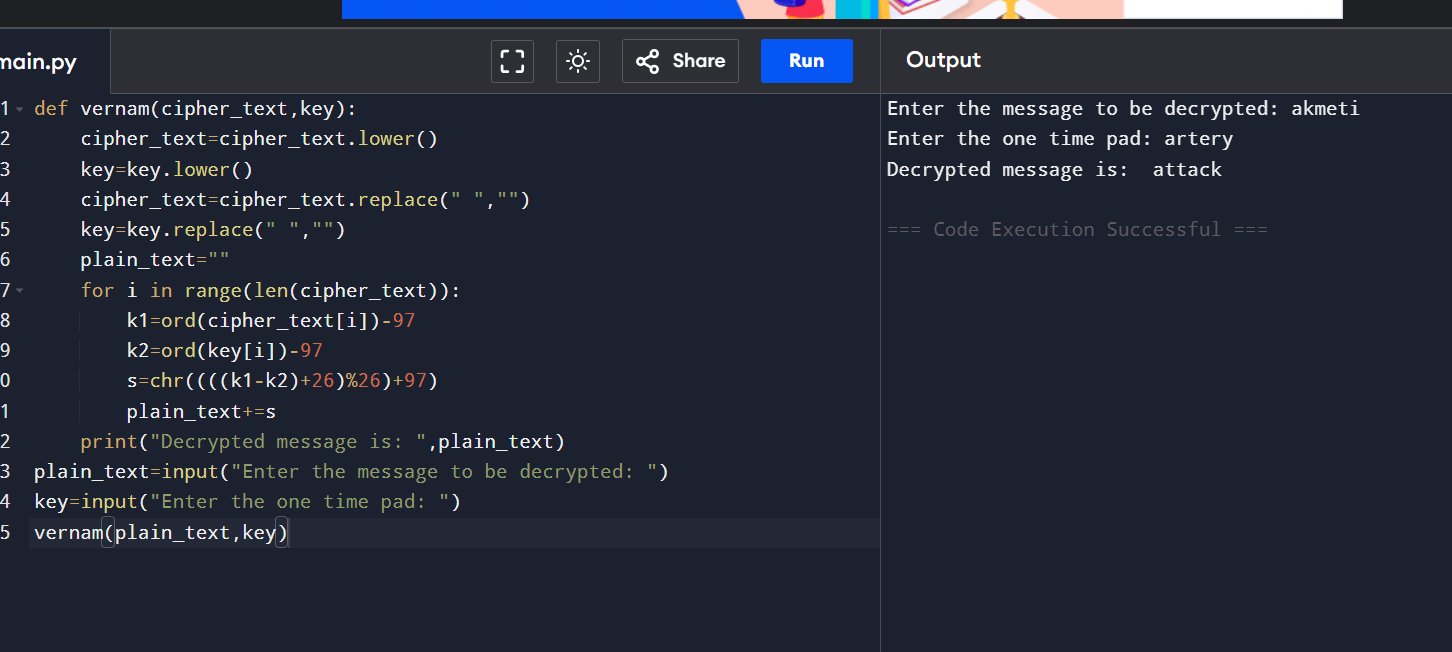 main.py
Share
Run
Output
1 def vernam(cipher_text,key):
2     cipher_text=cipher_text.lower()
3     key=key.lower()
4     cipher_text=cipher_text.replace(" ","")
5     key=key.replace(" ","")
6     plain_text=""
7     for i in range(len(cipher_text)):
8         k1=ord(cipher_text[i])-97
9         k2=ord(key[i])-97
0         s=chr((((k1-k2)+26)%26)+97)
1         plain_text+=s
2     print("Decrypted message is: ",plain_text)
3 plain_text=input("Enter the message to be decrypted: ")
4 key=input("Enter the one time pad: ")
5 vernam(plain_text,key)
Enter the message to be decrypted: akmeti
Enter the one time pad: artery
Decrypted message is:  attack
=== Code Execution Successful ===